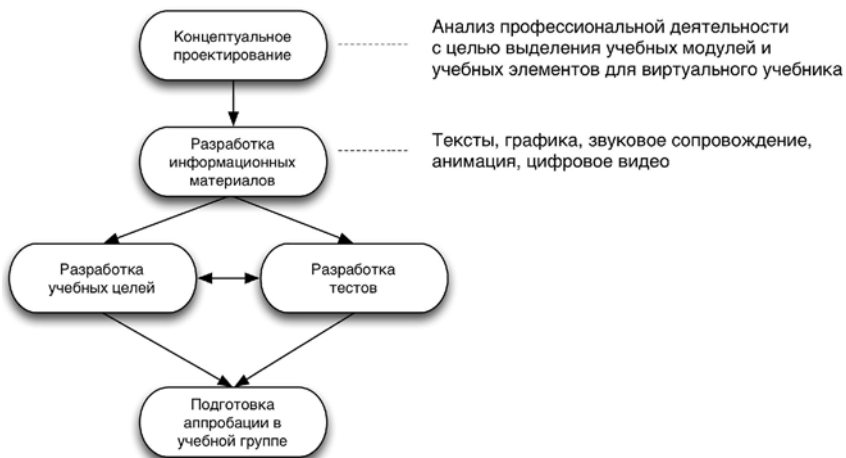 Концептуальное
проектирование
Анализ профессиональной деятельности
с целью выделения учебных модулей и
учебных элементов для виртуального учебника
Разработка
информационных
материалов
Тексты, графика, звуковое сопровождение,
анимация, цифровое видео
Разработка
учебных целей
Разработка
тестов
Подготовка
аппробации в
учебной группе